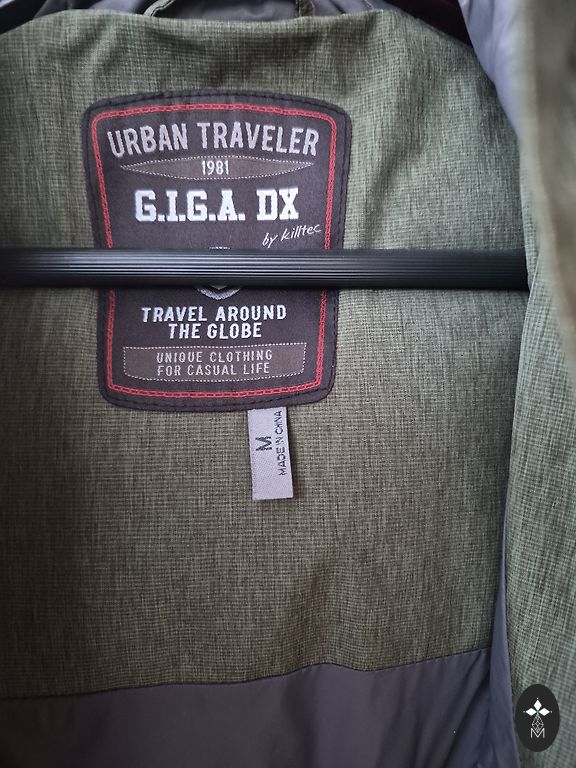 URBAN TRAVELER
1981
G.I.G.A. DX
by killtec
TRAVEL AROUND
THE GLOBE
UNIQUE CLOTHING
FOR CASUAL LIFE
M
MADE IN CHINA
M